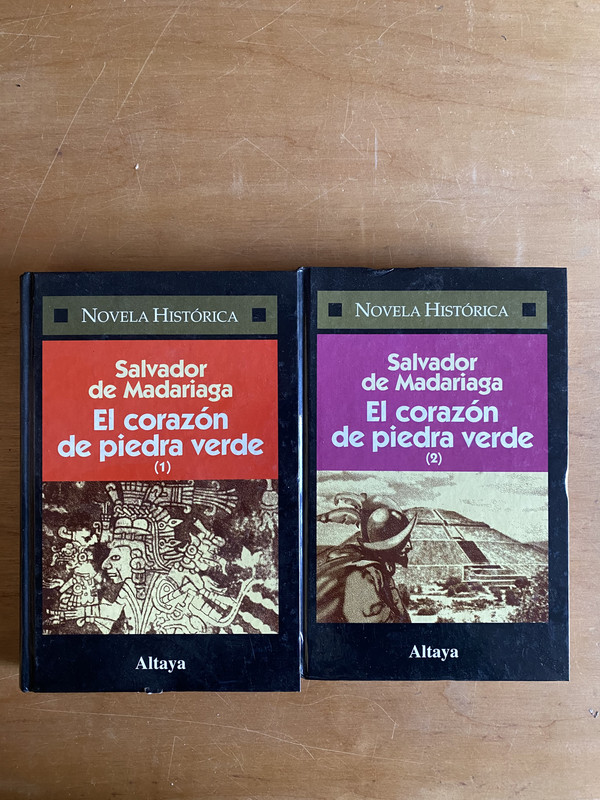 NOVELA HISTÓRICA
Salvador
de Madariaga
El corazón
de piedra verde
(1)
Altaya
NOVELA HISTÓRICA
Salvador
de Madariaga
El corazón
de piedra verde
(2)
Altaya